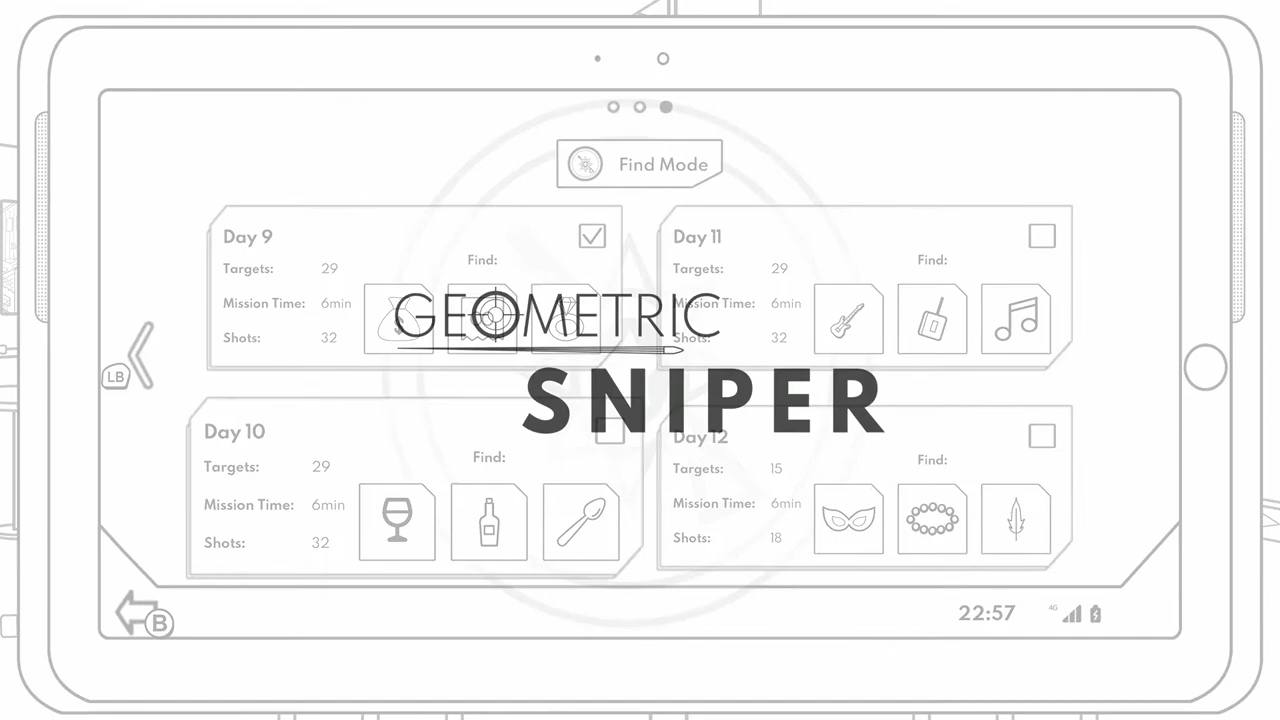 Find Mode
Day 9
Targets: 29
Find:
Mission Time: 6min
Shots: 32
Day 11
Targets: 29
Find:
Mission Time: 6min
Shots: 32
GEOMETRIC
SNIPER
Day 10
Targets: 29
Find:
Mission Time: 6min
Shots: 32
Day 12
Targets: 15
Find:
Mission Time: 6min
Shots: 18
LB
B
22:57
4G